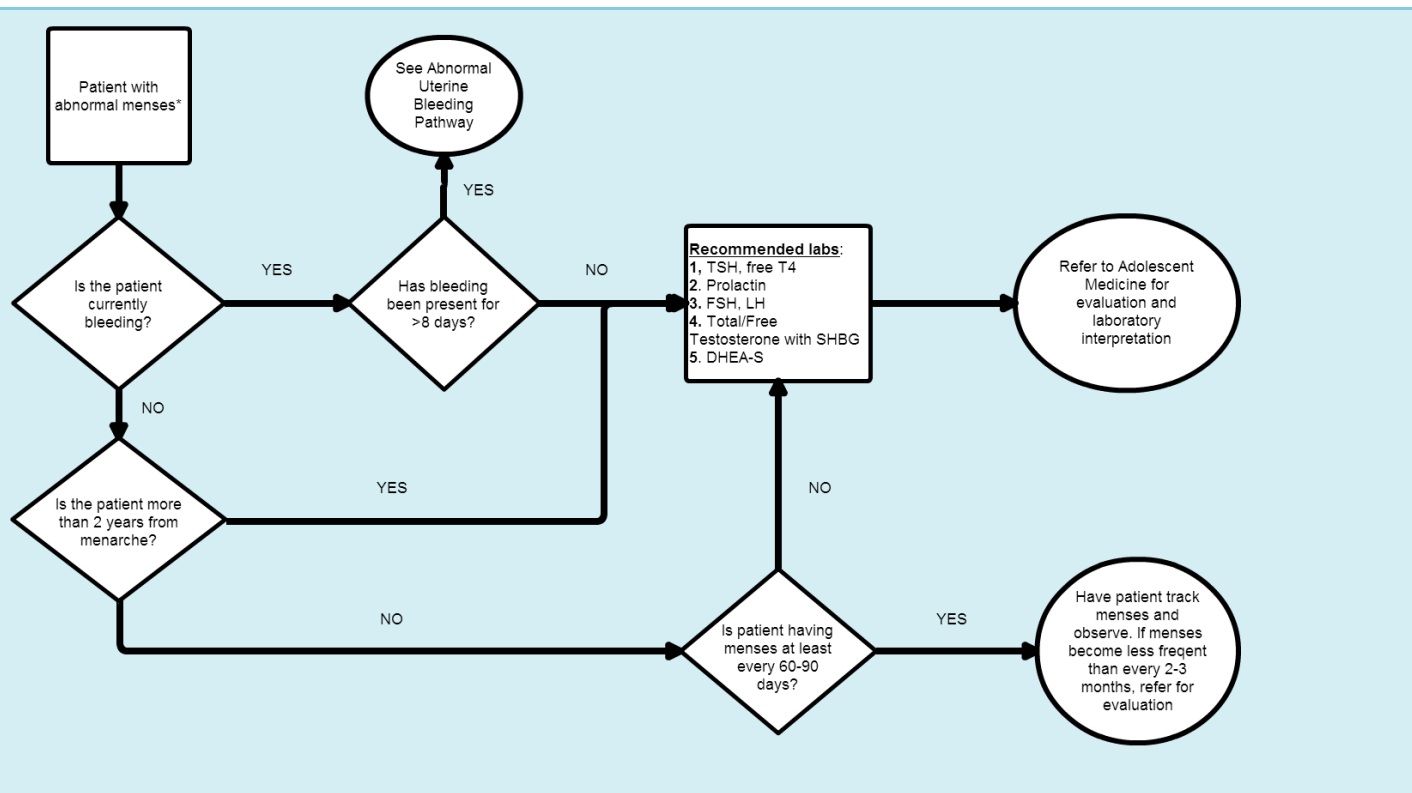 Patient with
abnormal menses*
See Abnormal
Uterine
Bleeding
Pathway
YES
Is the patient
currently
bleeding?
YES
Has bleeding
been present for
>8 days?
NO
Recommended labs:
1, TSH, free T4
2. Prolactin
3. FSH, LH
4. Total/Free
Testosterone with SHBG
5. DHEA-S
Refer to Adolescent
Medicine for
evaluation and
laboratory
interpretation
NO
Is the patient more
than 2 years from
menarche?
YES
NO
NO
Is patient having
menses at least
every 60-90
days?
YES
Have patient track
menses and
observe. If menses
become less freqent
than every 2-3
months, refer for
evaluation